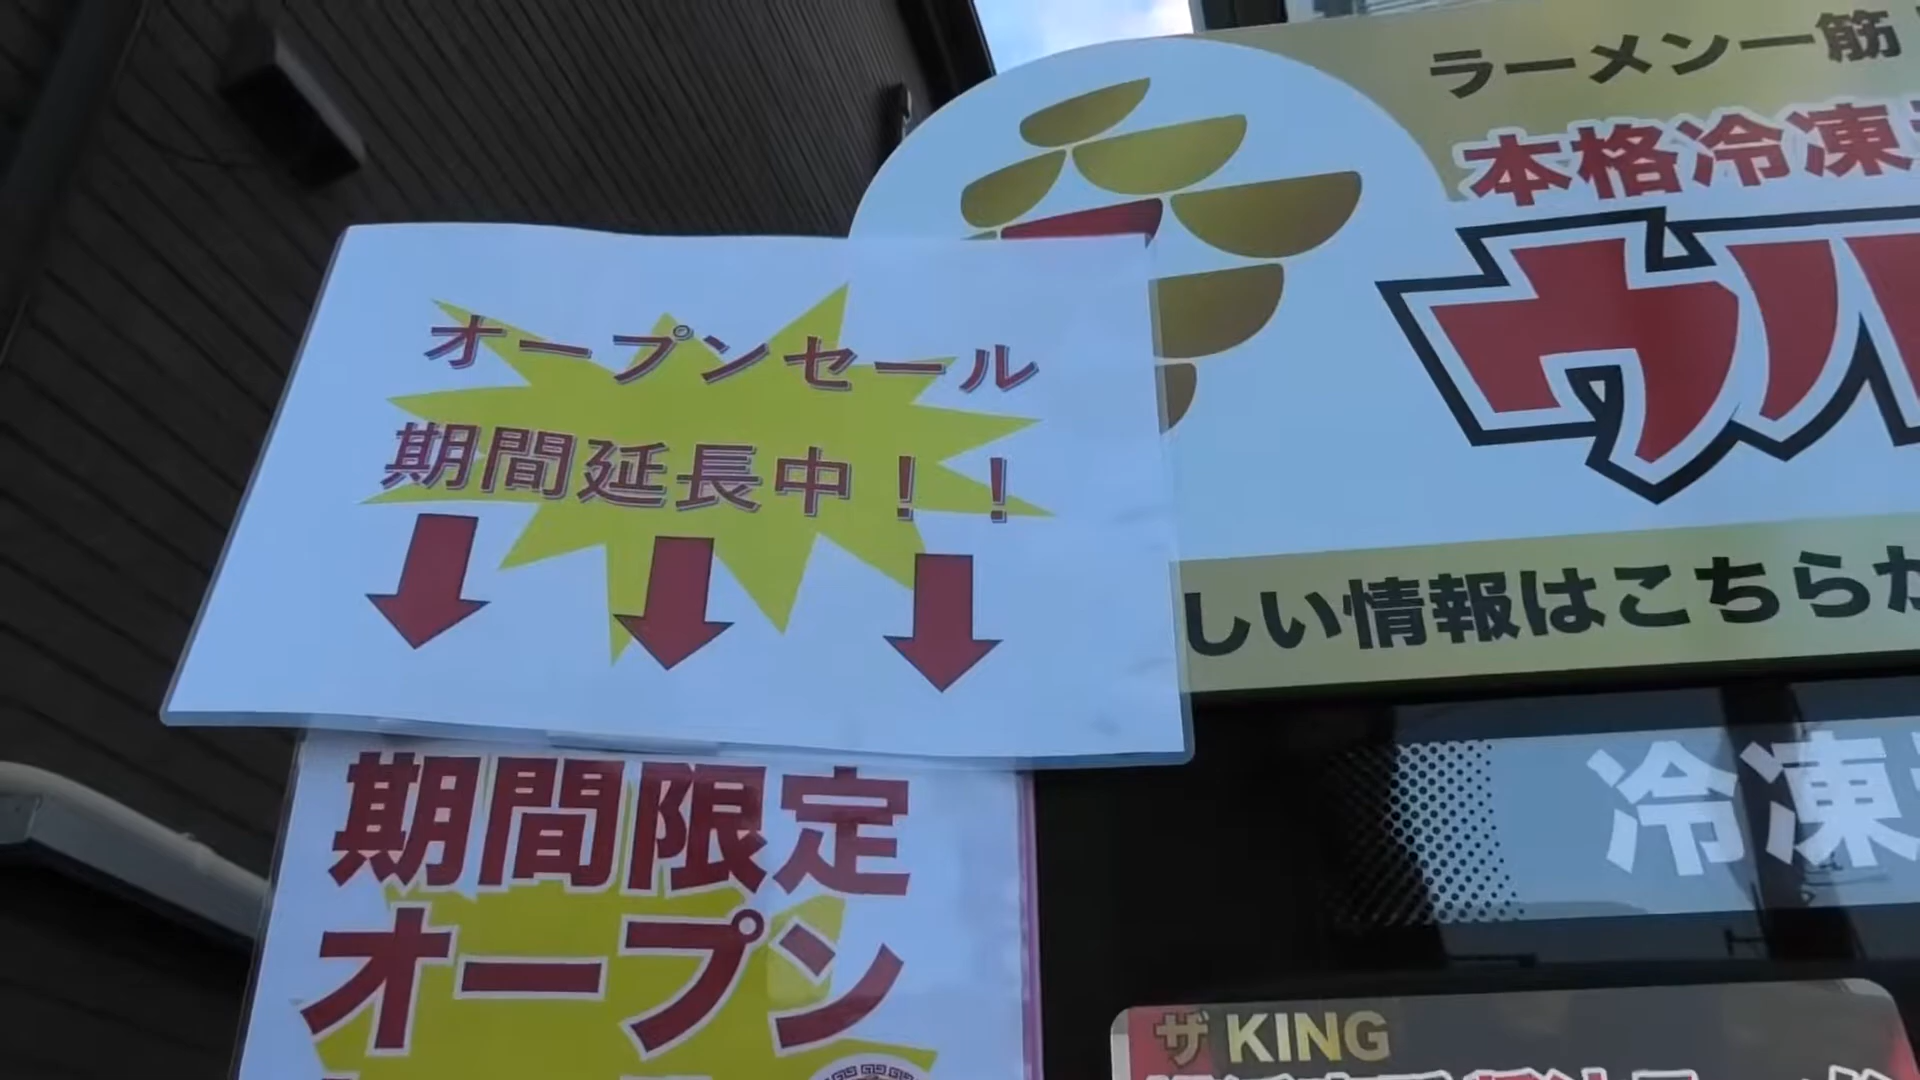 ラーメン一筋
本格冷凍
ウル
しい情報はこちらか
オープンセール
期間延長中！！
期間限定
オープン
冷凍
ザ KING